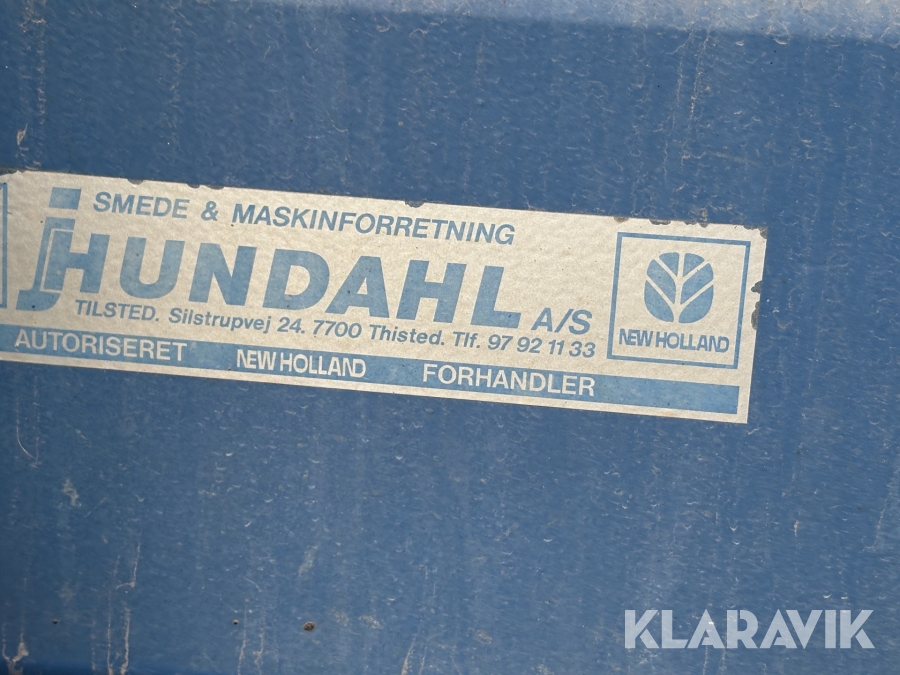 SMEDE & MASKINFORRETNING
jHUNDAHL A/S
TILSTED. Silstrupvej 24. 7700 Thisted. Tlf. 97 92 11 33
NEW HOLLAND
AUTORISERET NEW HOLLAND FORHANDLER
KLARAVIK